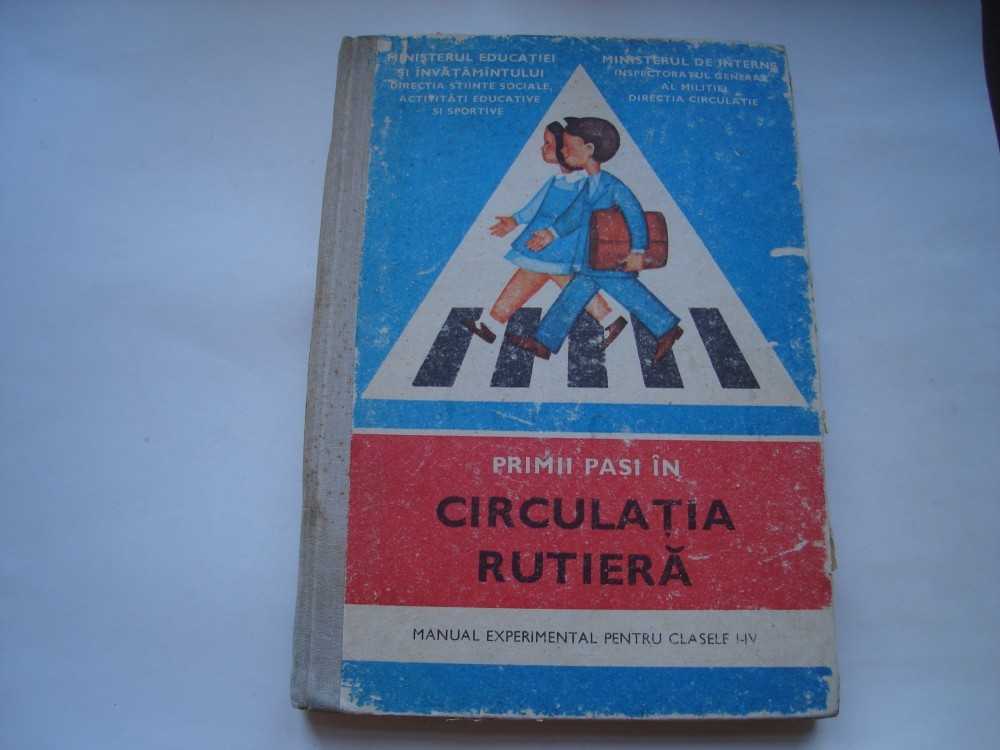 MINISTERUL EDUCAȚIEI
ȘI ÎNVĂȚĂMÎNTULUI
DIRECȚIA ȘTIINȚE SOCIALE,
ACTIVITĂȚI EDUCATIVE
ȘI SPORTIVE
MINISTERUL DE INTERNE
INSPECTORATUL GENERAL
AL MILIȚIEI
DIRECȚIA CIRCULAȚIE
PRIMII PAȘI ÎN
CIRCULAȚIA
RUTIERĂ
MANUAL EXPERIMENTAL PENTRU CLASELE I-IV